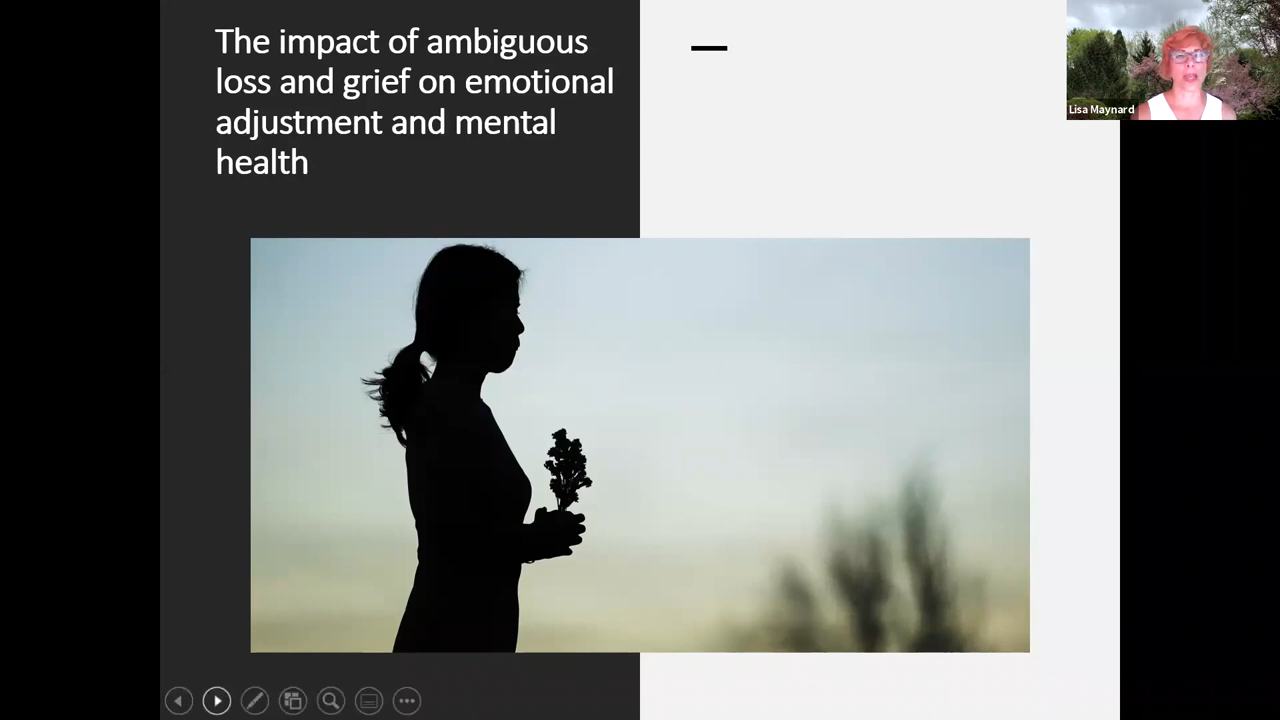 The impact of ambiguous
loss and grief on emotional
adjustment and mental
health
Lisa Maynard